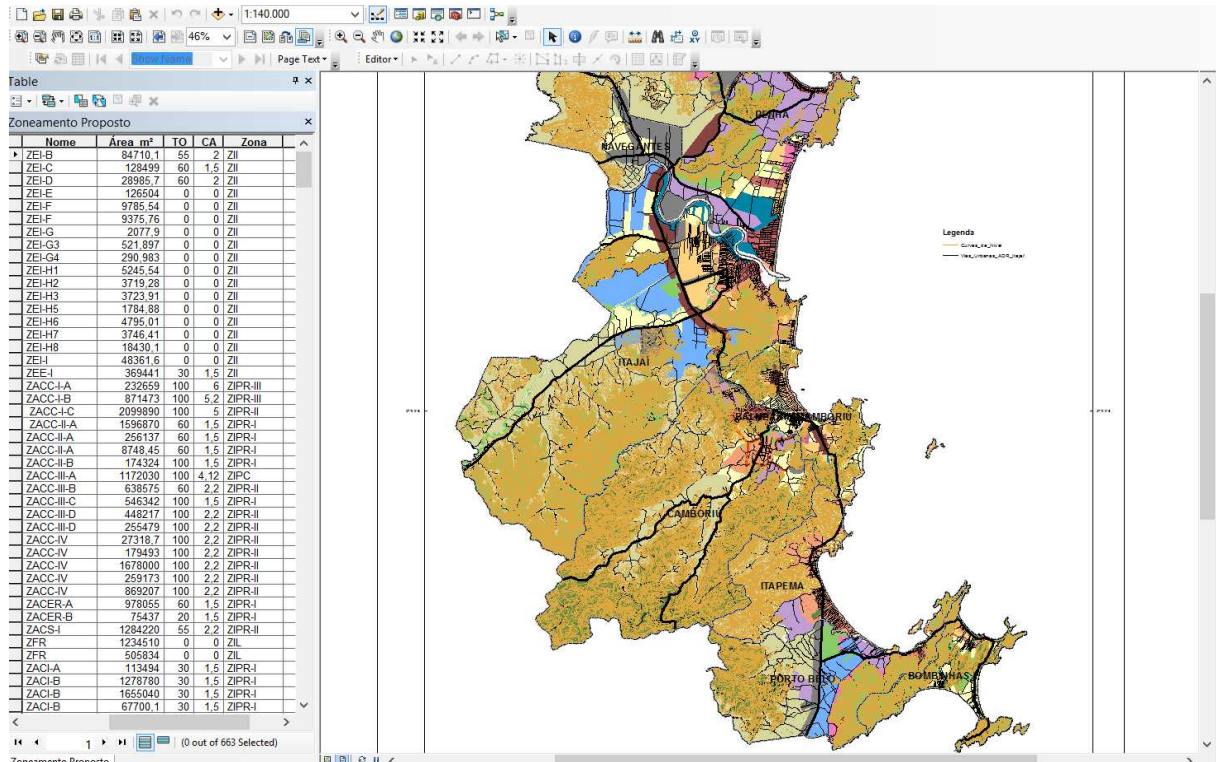 1:140.000
46%
Show Name
Page Text
Editor
Table
Zoneamento Proposto
Nome Área m² TO CA Zona
ZEI-B 84710,1 55 2 ZII
ZEI-C 128499 60 1,5 ZII
ZEI-D 28985,7 60 2 ZII
ZEI-E 126504 0 0 ZII
ZEI-F 9785,54 0 0 ZII
ZEI-F 9375,76 0 0 ZII
ZEI-G 2077,9 0 0 ZII
ZEI-G3 521,897 0 0 ZII
ZEI-G4 290,983 0 0 ZII
ZEI-H1 5245,54 0 0 ZII
ZEI-H2 3719,28 0 0 ZII
ZEI-H3 3723,91 0 0 ZII
ZEI-H5 1784,88 0 0 ZII
ZEI-H6 4795,01 0 0 ZII
ZEI-H7 3746,41 0 0 ZII
ZEI-H8 18430,1 0 0 ZII
ZEI-I 48361,6 0 0 ZII
ZEE-I 369441 30 1,5 ZII
ZACC-I-A 232659 100 6 ZIPR-III
ZACC-I-B 871473 100 5,2 ZIPR-III
ZACC-I-C 2099890 100 5 ZIPR-II
ZACC-II-A 1596870 60 1,5 ZIPR-I
ZACC-II-A 256137 60 1,5 ZIPR-I
ZACC-II-A 8748,45 60 1,5 ZIPR-I
ZACC-II-B 174324 100 1,5 ZIPR-I
ZACC-III-A 1172030 100 4,12 ZIPC
ZACC-III-B 638575 60 2,2 ZIPR-II
ZACC-III-C 546342 100 1,5 ZIPR-I
ZACC-III-D 448217 100 2,2 ZIPR-II
ZACC-III-D 255479 100 2,2 ZIPR-II
ZACC-IV 27318,7 100 2,2 ZIPR-II
ZACC-IV 179493 100 2,2 ZIPR-II
ZACC-IV 1678000 100 2,2 ZIPR-II
ZACC-IV 259173 100 2,2 ZIPR-II
ZACC-IV 869207 100 2,2 ZIPR-II
ZACER-A 978055 60 1,5 ZIPR-I
ZACER-B 75437 20 1,5 ZIPR-I
ZACS-I 1284220 55 2,2 ZIPR-II
ZFR 1234510 0 0 ZIL
ZFR 505834 0 0 ZIL
ZACI-A 113494 30 1,5 ZIPR-I
ZACI-B 1278780 30 1,5 ZIPR-I
ZACI-B 1655040 30 1,5 ZIPR-I
ZACI-B 67700,1 30 1,5 ZIPR-I
1
(0 out of 663 Selected)
Zoneamento Proposto
PENHA
NAVEGANTES
Legenda
Curvas_de_Nivel
Vias_Urbanas_ADR_Itajaí
ITAJAÍ
CAMBORIÚ
ITAPEMA
PORTO BELO
BOMBINHAS